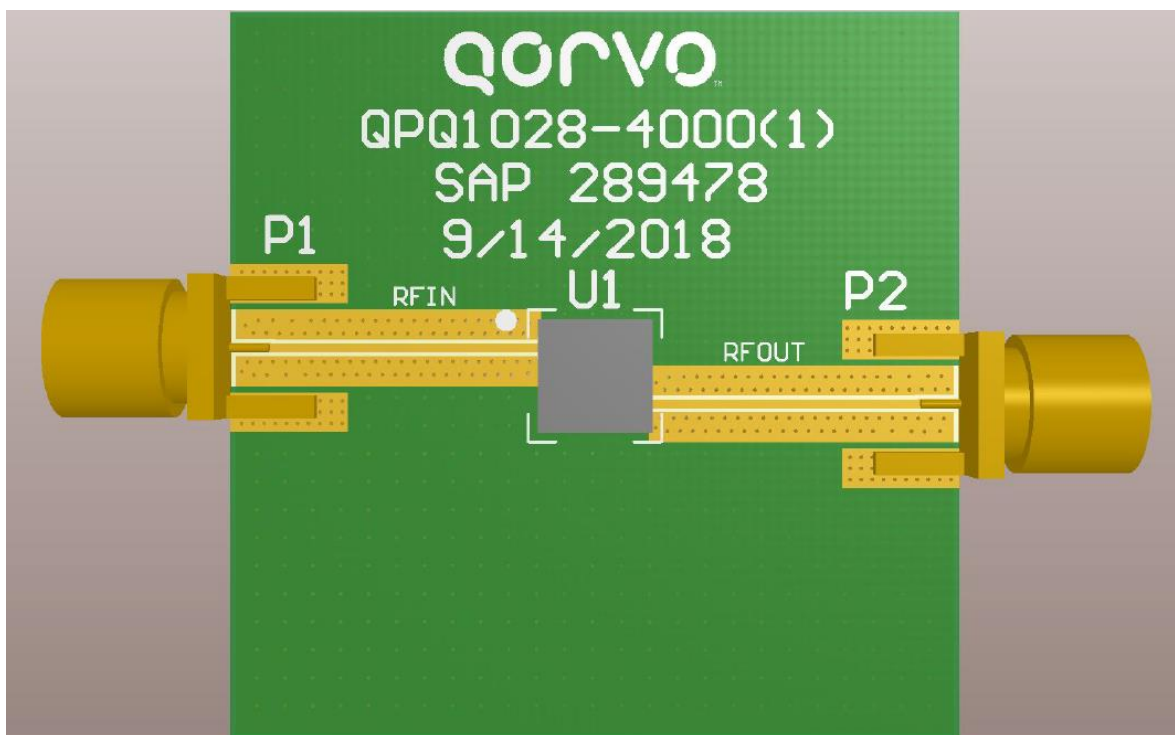 QORVO
QPQ1028-4000(1)
SAP 289478
9/14/2018
P1
RFIN
U1
RFOUT
P2